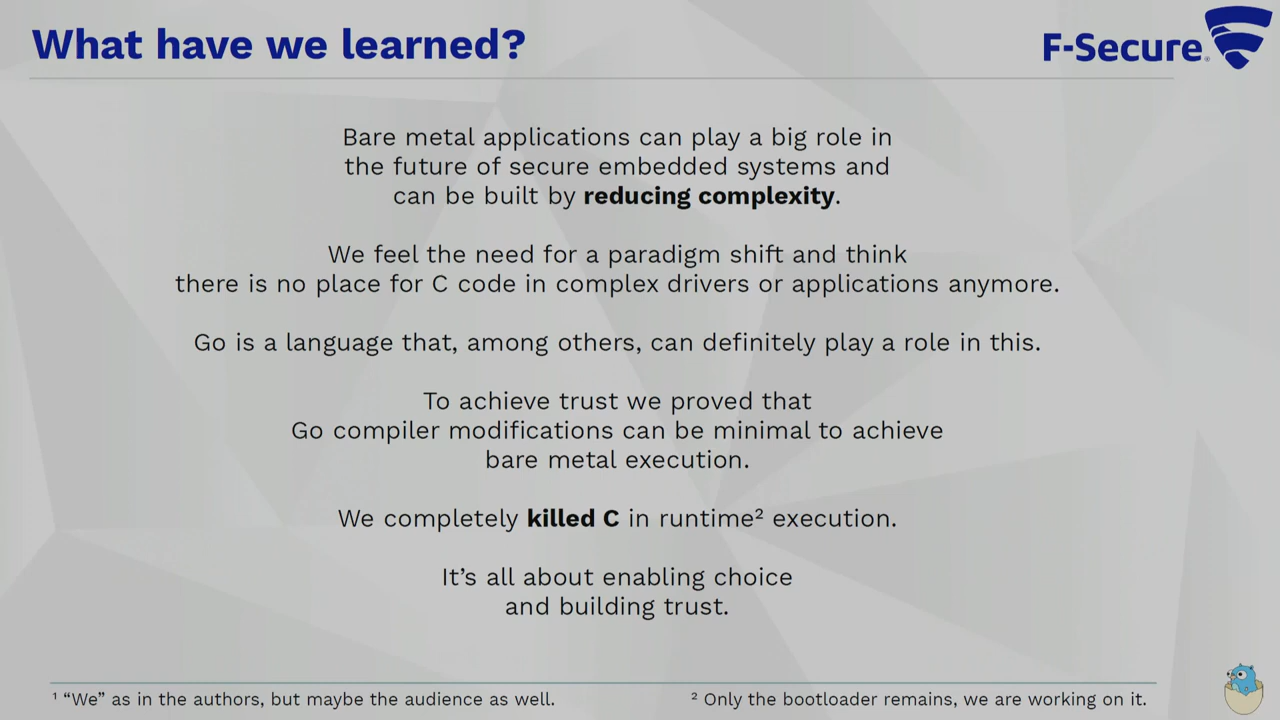 What have we learned?
F-Secure®
Bare metal applications can play a big role in
the future of secure embedded systems and
can be built by reducing complexity.
We feel the need for a paradigm shift and think
there is no place for C code in complex drivers or applications anymore.
Go is a language that, among others, can definitely play a role in this.
To achieve trust we proved that
Go compiler modifications can be minimal to achieve
bare metal execution.
We completely killed C in runtime² execution.
It’s all about enabling choice
and building trust.
¹ “We” as in the authors, but maybe the audience as well.
² Only the bootloader remains, we are working on it.